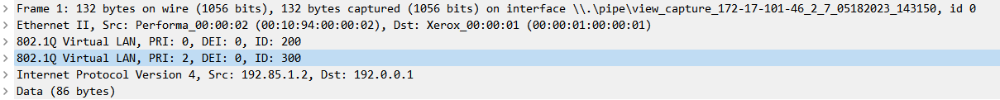 Frame 1: 132 bytes on wire (1056 bits), 132 bytes captured (1056 bits) on interface \\.\pipe\view_capture_172-17-101-46_2_7_05182023_143150, id 0
Ethernet II, Src: Performa_00:00:02 (00:10:94:00:00:02), Dst: Xerox_00:00:01 (00:00:01:00:00:01)
802.1Q Virtual LAN, PRI: 0, DEI: 0, ID: 200
802.1Q Virtual LAN, PRI: 2, DEI: 0, ID: 300
Internet Protocol Version 4, Src: 192.85.1.2, Dst: 192.0.0.1
Data (86 bytes)